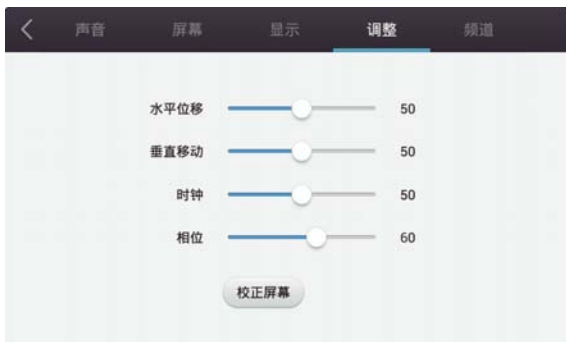 声音 屏幕 显示 调整 频道
水平位移 50
垂直移动 50
时钟 50
相位 60
校正屏幕